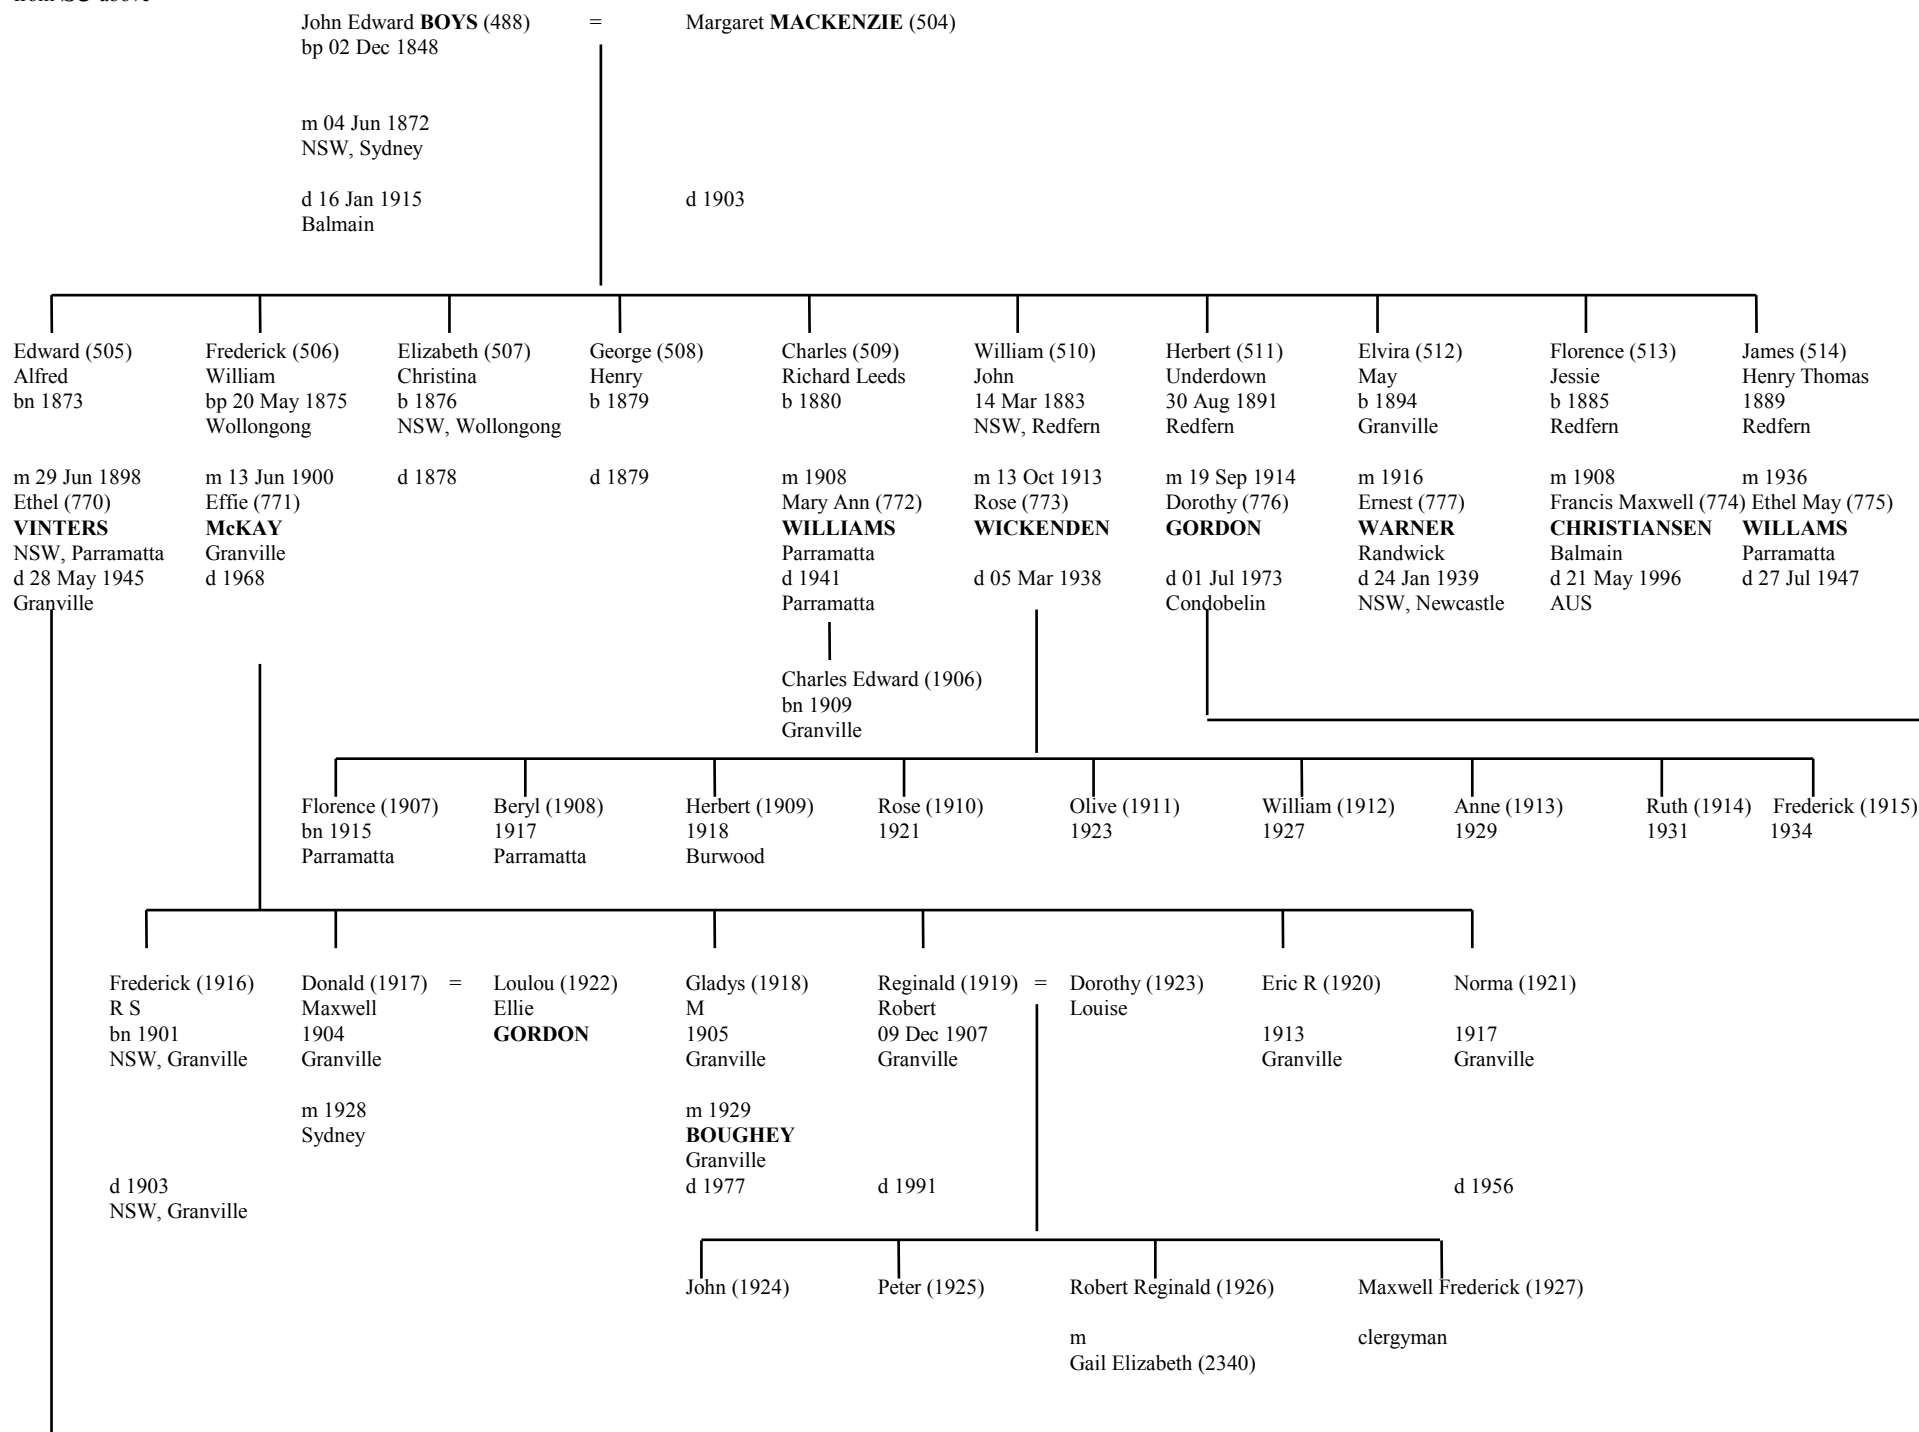 John Edward BOYS (488) = Margaret MACKENZIE (504)
bp 02 Dec 1848
m 04 Jun 1872
NSW, Sydney
d 16 Jan 1915 d 1903
Balmain
Edward (505) Frederick (506) Elizabeth (507) George (508) Charles (509) William (510) Herbert (511) Elvira (512) Florence (513) James (514)
Alfred William Christina Henry Richard Leeds John Underdown May Jessie Henry Thomas
bn 1873 bp 20 May 1875 b 1876 b 1879 b 1880 14 Mar 1883 30 Aug 1891 b 1894 b 1885 1889
Wollongong NSW, Wollongong NSW, Redfern Redfern Granville Redfern Redfern
m 29 Jun 1898 m 13 Jun 1900 d 1878 d 1879 m 1908 m 13 Oct 1913 m 19 Sep 1914 m 1916 m 1908 m 1936
Ethel (770) Effie (771) Mary Ann (772) Rose (773) Dorothy (776) Ernest (777) Francis Maxwell (774) Ethel May (775)
VINTERS McKAY WILLIAMS WICKENDEN GORDON WARNER CHRISTIANSEN WILLAMS
NSW, Parramatta Granville Parramatta Randwick Balmain Parramatta
d 28 May 1945 d 1968 d 1941 d 05 Mar 1938 d 01 Jul 1973 d 24 Jan 1939 d 21 May 1996 d 27 Jul 1947
Granville Parramatta Condobelin NSW, Newcastle AUS
Charles Edward (1906)
bn 1909
Granville
Florence (1907) Beryl (1908) Herbert (1909) Rose (1910) Olive (1911) William (1912) Anne (1913) Ruth (1914) Frederick (1915)
bn 1915 1917 1918 1921 1923 1927 1929 1931 1934
Parramatta Parramatta Burwood
Frederick (1916) Donald (1917) = Loulou (1922) Gladys (1918) Reginald (1919) = Dorothy (1923) Eric R (1920) Norma (1921)
R S Maxwell Ellie M Robert Louise
bn 1901 1904 GORDON 1905 09 Dec 1907 1913 1917
NSW, Granville Granville Granville Granville Granville Granville
m 1928 m 1929
Sydney BOUGHEY
Granville
d 1903 d 1977 d 1991 d 1956
NSW, Granville
John (1924) Peter (1925) Robert Reginald (1926) Maxwell Frederick (1927)
m clergyman
Gail Elizabeth (2340)